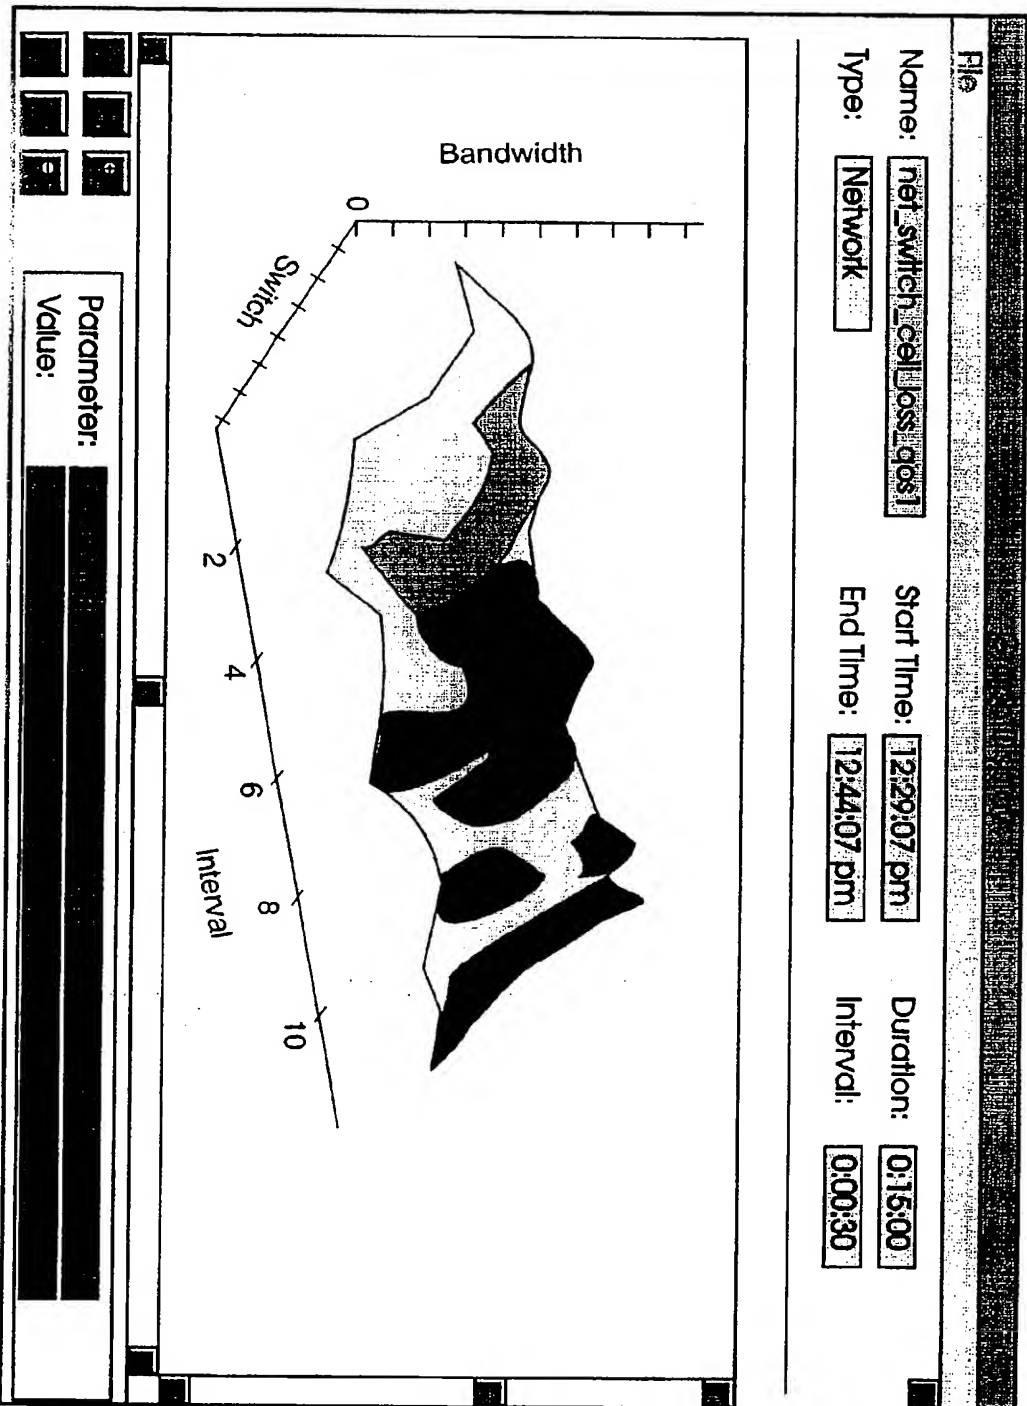 File
Name: net_switch_cell_loss_qos1 Start Time: 12:29:07 pm Duration: 0:15:00
Type: Network End Time: 12:44:07 pm Interval: 0:00:30
Bandwidth
0
Switch
2
4
6
8
10
Interval
Parameter:
Value: